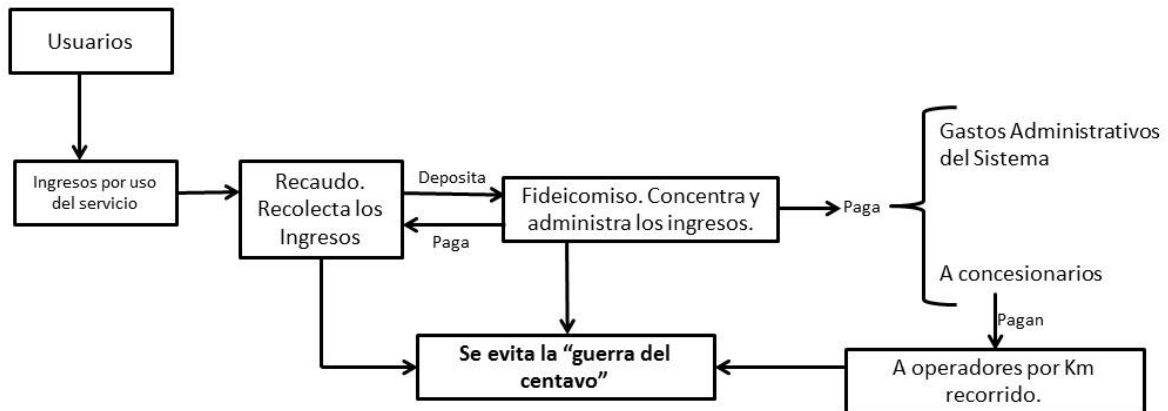 Usuarios
Ingresos por uso
del servicio
Recaudo.
Recolecta los
Ingresos
Deposita
Paga
Fideicomiso. Concentra y
administra los ingresos.
Paga
Gastos Administrativos
del Sistema
A concesionarios
Pagan
A operadores por Km
recorrido.
Se evita la “guerra del
centavo”